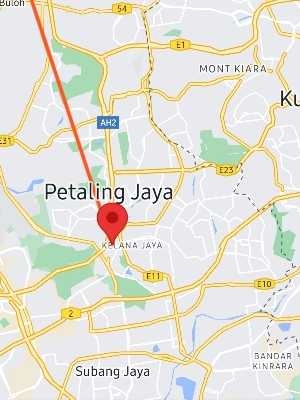 Buloh
54
E1
MONT KIARA
Ku
AH2
E31
E23
Petaling Jaya
KELANA JAYA
E11
E10
2
BANDAR
KINRARA
Subang Jaya